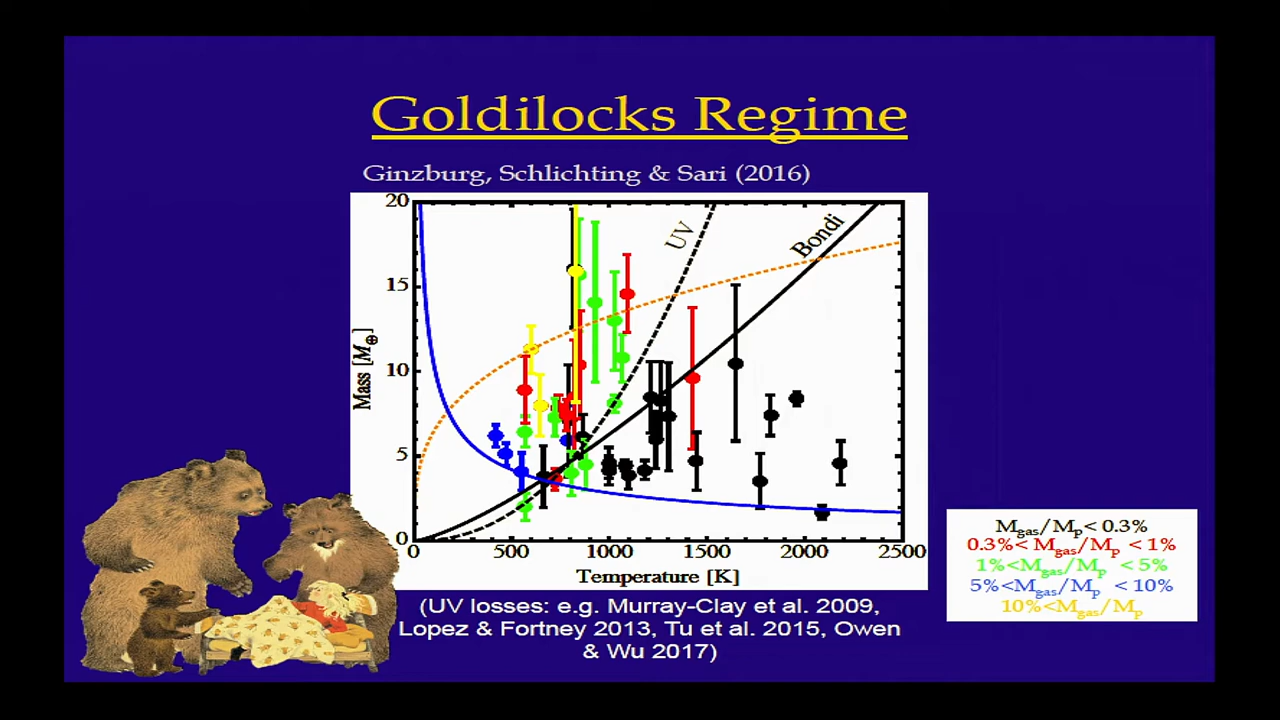 Goldilocks Regime
Ginzburg, Schlichting & Sari (2016)
20
15
10
5
0
Mass [M⊕]
UV
Bondi
0 500 1000 1500 2000 2500
Temperature [K]
Mgas/Mp< 0.3%
0.3%< Mgas/Mp < 1%
1%<Mgas/Mp < 5%
5%<Mgas/Mp < 10%
10%<Mgas/Mp
(UV losses: e.g. Murray-Clay et al. 2009,
Lopez & Fortney 2013, Tu et al. 2015, Owen
& Wu 2017)